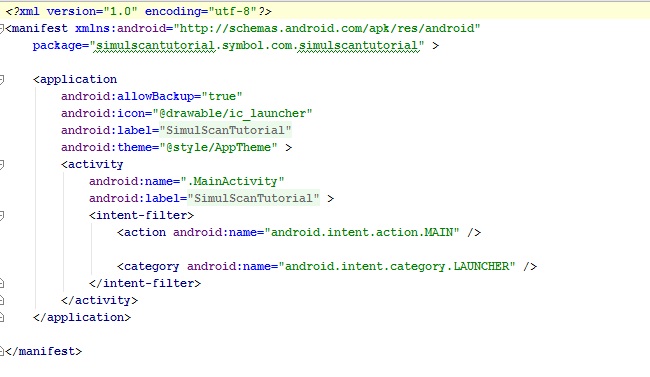 <?xml version="1.0" encoding="utf-8"?>
<manifest xmlns:android="http://schemas.android.com/apk/res/android"
    package="simulscantutorial.symbol.com.simulscantutorial" >

    <application
        android:allowBackup="true"
        android:icon="@drawable/ic_launcher"
        android:label="SimulScanTutorial"
        android:theme="@style/AppTheme" >
        <activity
            android:name=".MainActivity"
            android:label="SimulScanTutorial" >
            <intent-filter>
                <action android:name="android.intent.action.MAIN" />

                <category android:name="android.intent.category.LAUNCHER" />
            </intent-filter>
        </activity>
    </application>

</manifest>